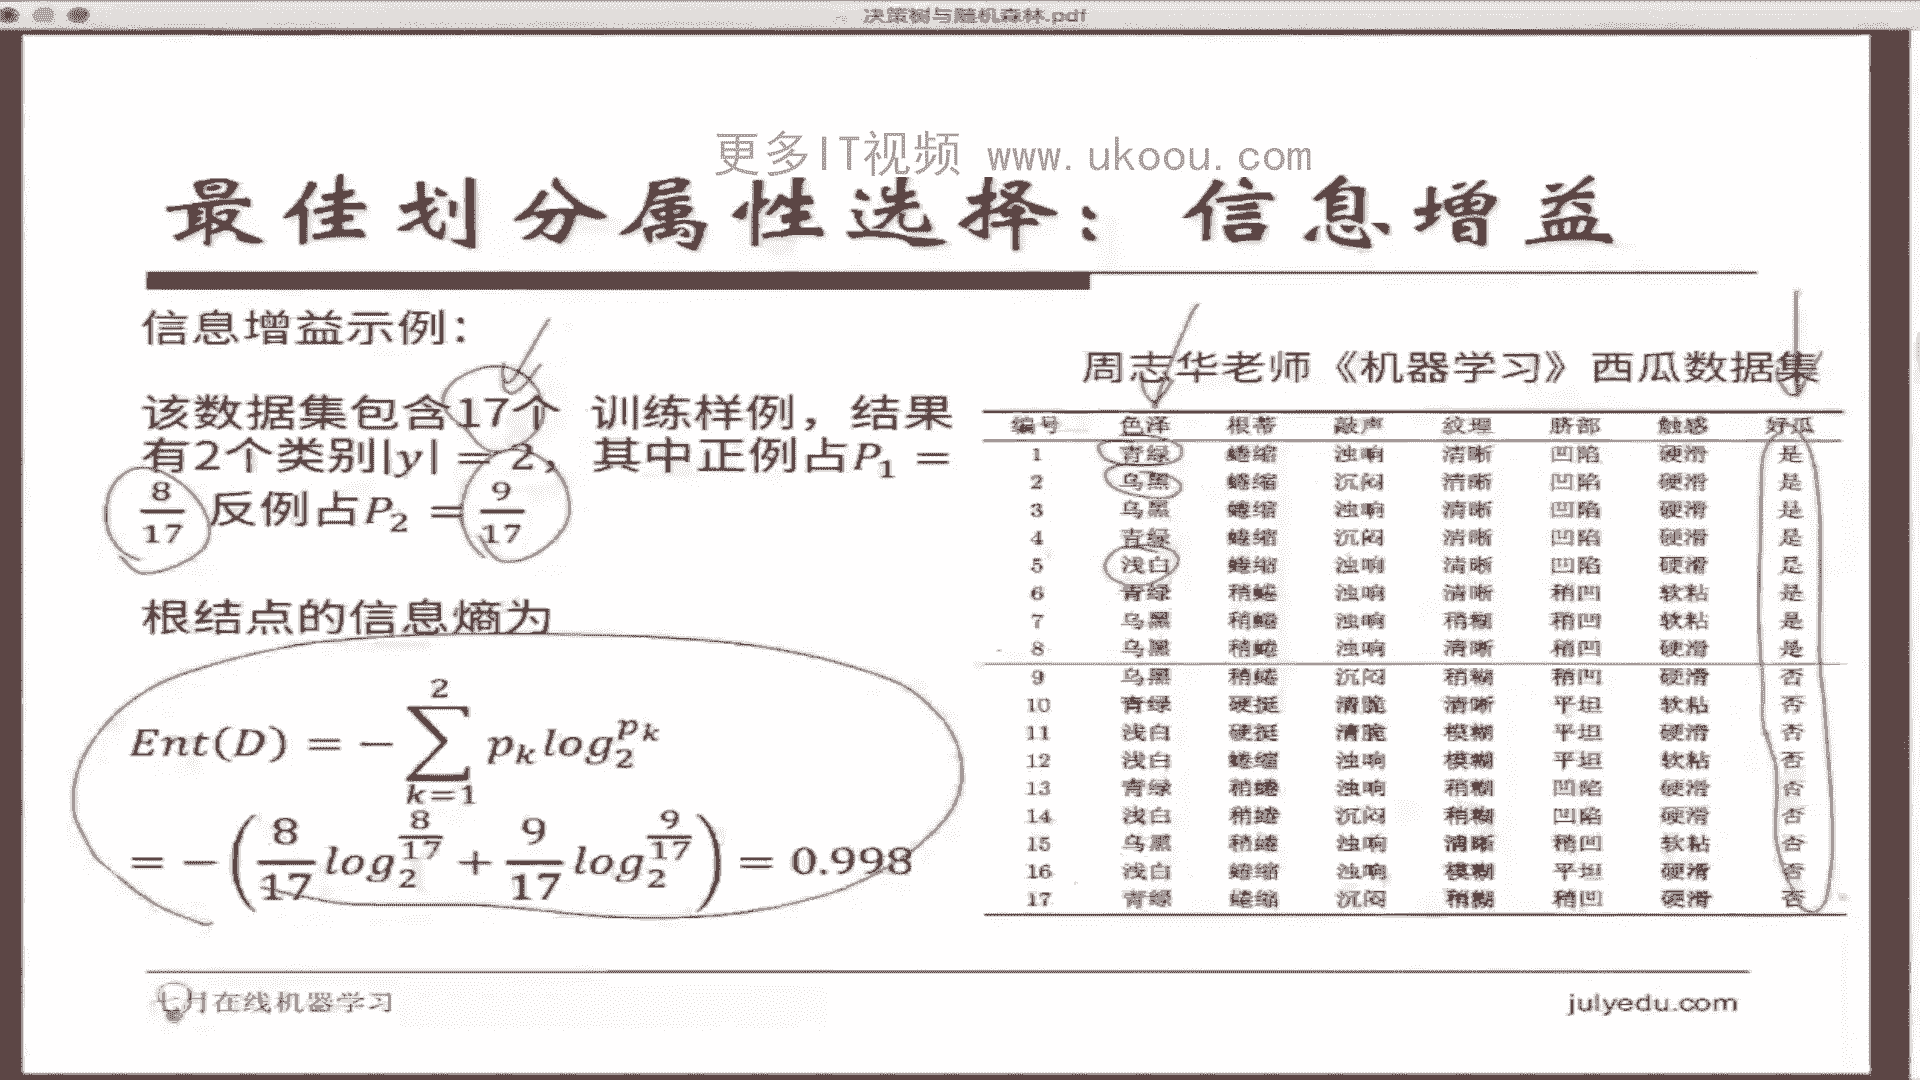 决策树与随机森林.pdf
更多IT视频 www.ukoou.com
最佳划分属性选择：信息增益
信息增益示例：
周志华老师《机器学习》西瓜数据集
该数据集包含17个 训练样例，结果
有2个类别|y| = 2，其中正例占P₁ =
8/17 反例占P₂ = 9/17
根结点的信息熵为
Ent(D) = −∑_{k=1}^{2} p_k log_2^{p_k}
= −(8/17 log_2^{8/17} + 9/17 log_2^{9/17}) = 0.998
编号 色泽 根蒂 敲声 纹理 脐部 触感 好瓜
1 青绿 蜷缩 浊响 清晰 凹陷 硬滑 是
2 乌黑 蜷缩 沉闷 清晰 凹陷 硬滑 是
3 乌黑 蜷缩 浊响 清晰 凹陷 硬滑 是
4 青绿 蜷缩 沉闷 清晰 凹陷 硬滑 是
5 浅白 蜷缩 浊响 清晰 凹陷 硬滑 是
6 青绿 稍蜷 浊响 清晰 稍凹 软粘 是
7 乌黑 稍蜷 浊响 稍糊 稍凹 软粘 是
8 乌黑 稍蜷 浊响 清晰 稍凹 硬滑 是
9 乌黑 稍蜷 沉闷 稍糊 稍凹 硬滑 否
10 青绿 硬挺 清脆 清晰 平坦 软粘 否
11 浅白 硬挺 清脆 模糊 平坦 硬滑 否
12 浅白 蜷缩 浊响 模糊 平坦 软粘 否
13 青绿 稍蜷 浊响 稍糊 凹陷 硬滑 否
14 浅白 稍蜷 沉闷 稍糊 凹陷 硬滑 否
15 乌黑 稍蜷 浊响 清晰 稍凹 软粘 否
16 浅白 蜷缩 浊响 模糊 平坦 硬滑 否
17 青绿 蜷缩 沉闷 稍糊 稍凹 硬滑 否
七月在线机器学习
julyedu.com